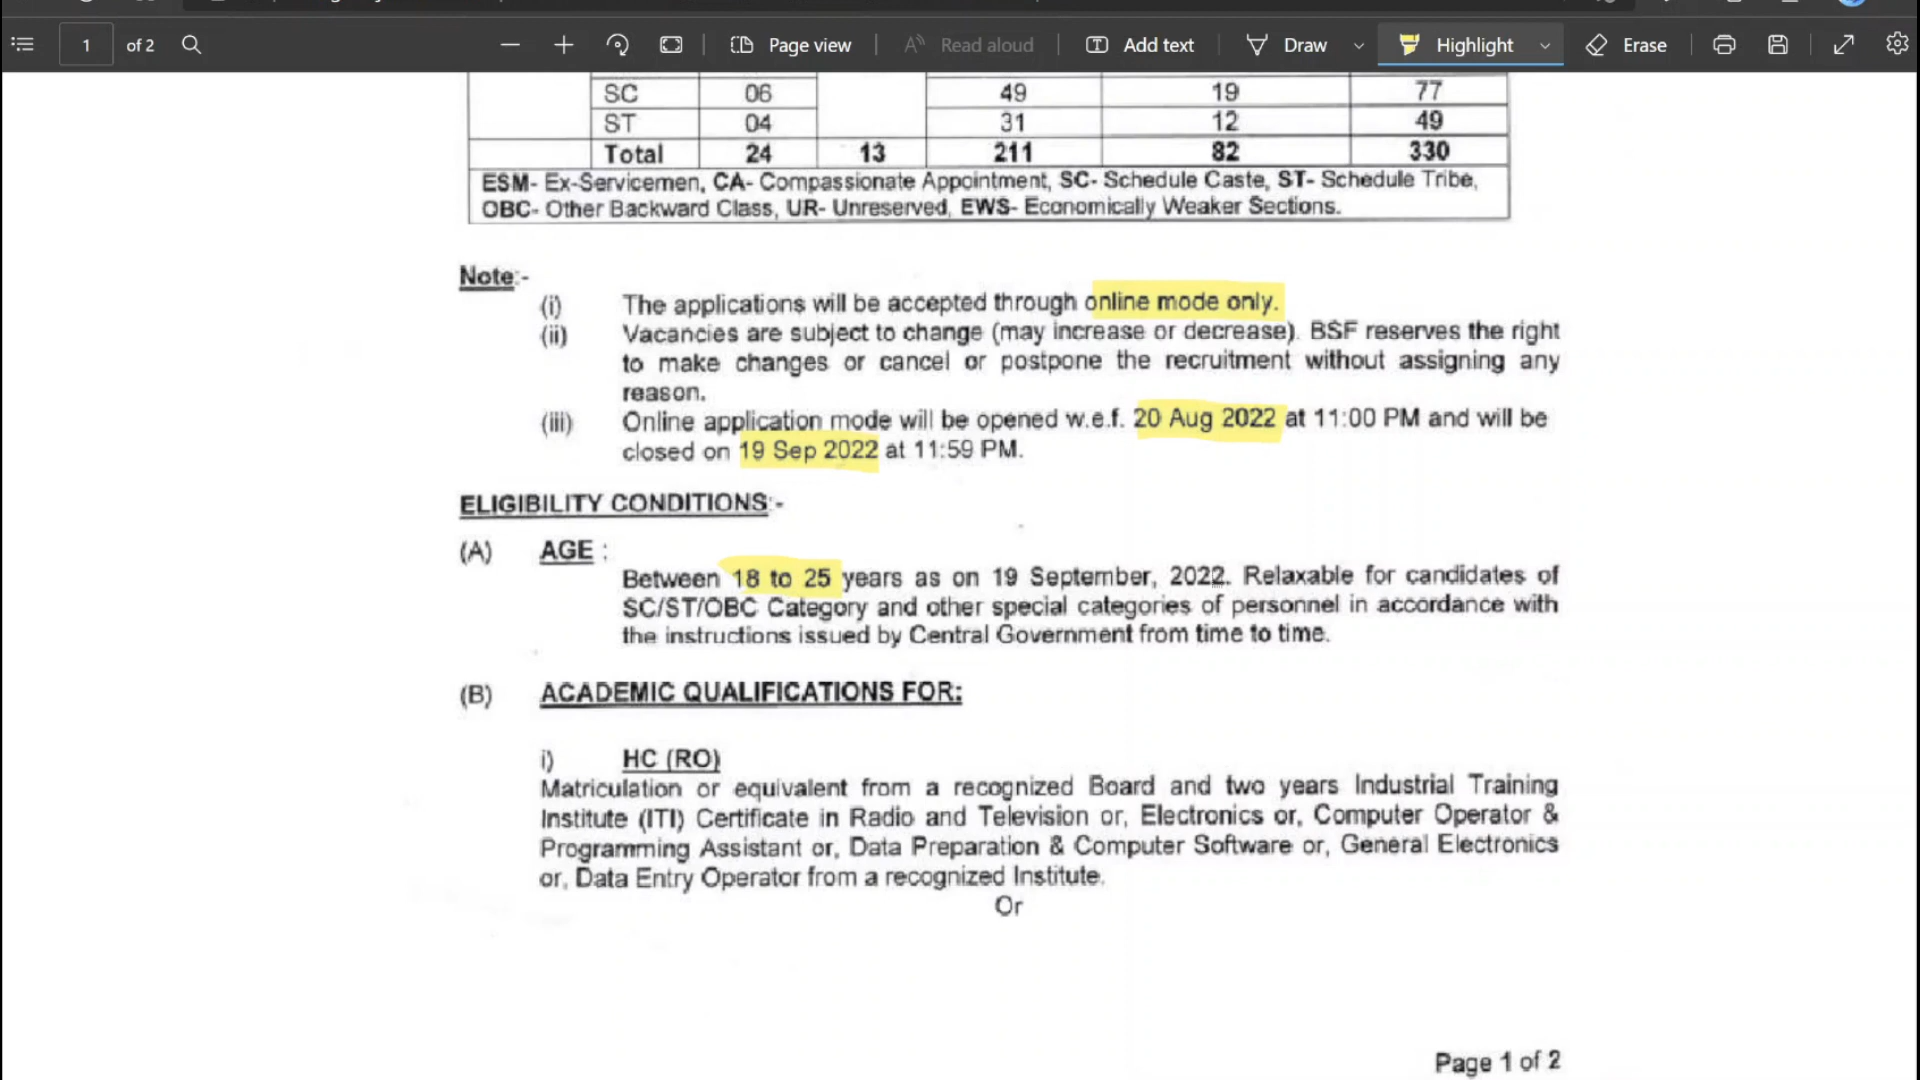 1 of 2 Page view Read aloud Add text Draw Highlight Erase
SC 06 49 19 77
ST 04 31 12 49
Total 24 13 211 82 330
ESM- Ex-Servicemen, CA- Compassionate Appointment, SC- Schedule Caste, ST- Schedule Tribe,
OBC- Other Backward Class, UR- Unreserved, EWS- Economically Weaker Sections.
Note:-
(i) The applications will be accepted through online mode only.
(ii) Vacancies are subject to change (may increase or decrease). BSF reserves the right
to make changes or cancel or postpone the recruitment without assigning any
reason.
(iii) Online application mode will be opened w.e.f. 20 Aug 2022 at 11:00 PM and will be
closed on 19 Sep 2022 at 11:59 PM.
ELIGIBILITY CONDITIONS:-
(A) AGE :
Between 18 to 25 years as on 19 September, 2022. Relaxable for candidates of
SC/ST/OBC Category and other special categories of personnel in accordance with
the instructions issued by Central Government from time to time.
(B) ACADEMIC QUALIFICATIONS FOR:
i) HC (RO)
Matriculation or equivalent from a recognized Board and two years Industrial Training
Institute (ITI) Certificate in Radio and Television or, Electronics or, Computer Operator &
Programming Assistant or, Data Preparation & Computer Software or, General Electronics
or, Data Entry Operator from a recognized Institute.
Or
Page 1 of 2